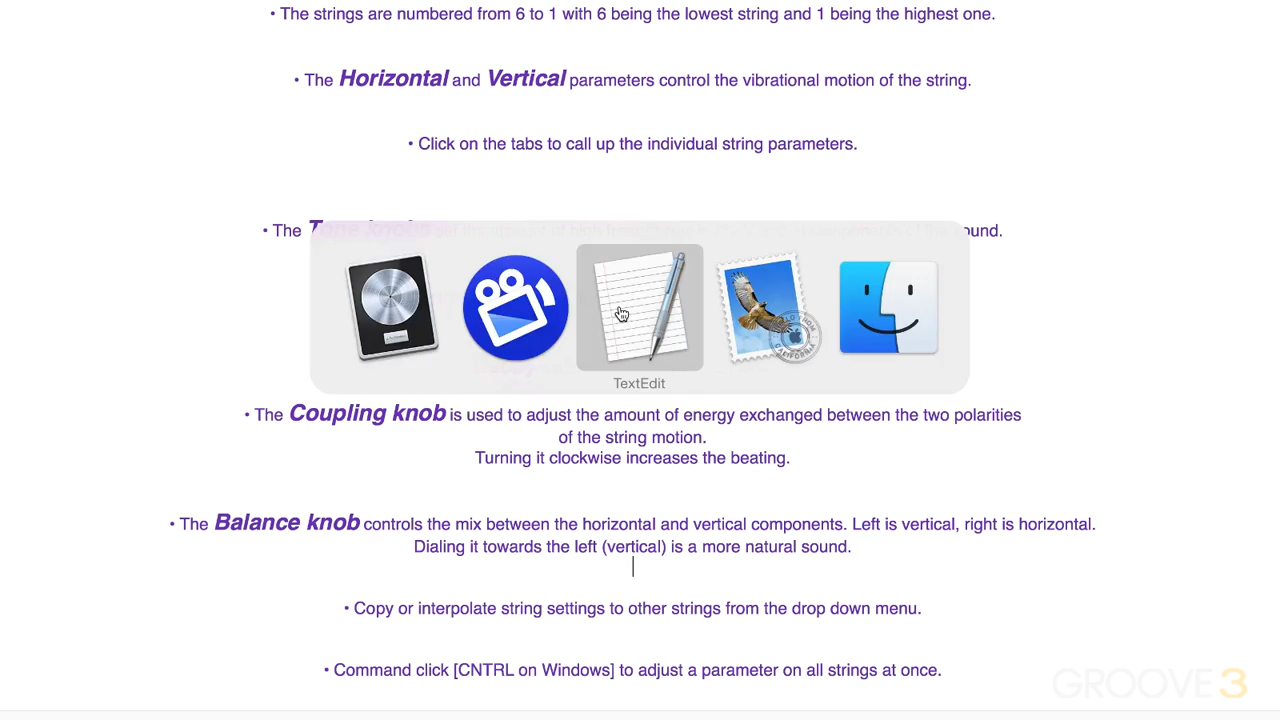 • The strings are numbered from 6 to 1 with 6 being the lowest string and 1 being the highest one.
• The Horizontal and Vertical parameters control the vibrational motion of the string.
• Click on the tabs to call up the individual string parameters.
• The Tone knobs
TextEdit
• The Coupling knob is used to adjust the amount of energy exchanged between the two polarities
of the string motion.
Turning it clockwise increases the beating.
• The Balance knob controls the mix between the horizontal and vertical components. Left is vertical, right is horizontal.
Dialing it towards the left (vertical) is a more natural sound.
• Copy or interpolate string settings to other strings from the drop down menu.
• Command click [CNTRL on Windows] to adjust a parameter on all strings at once.
GROOVE3